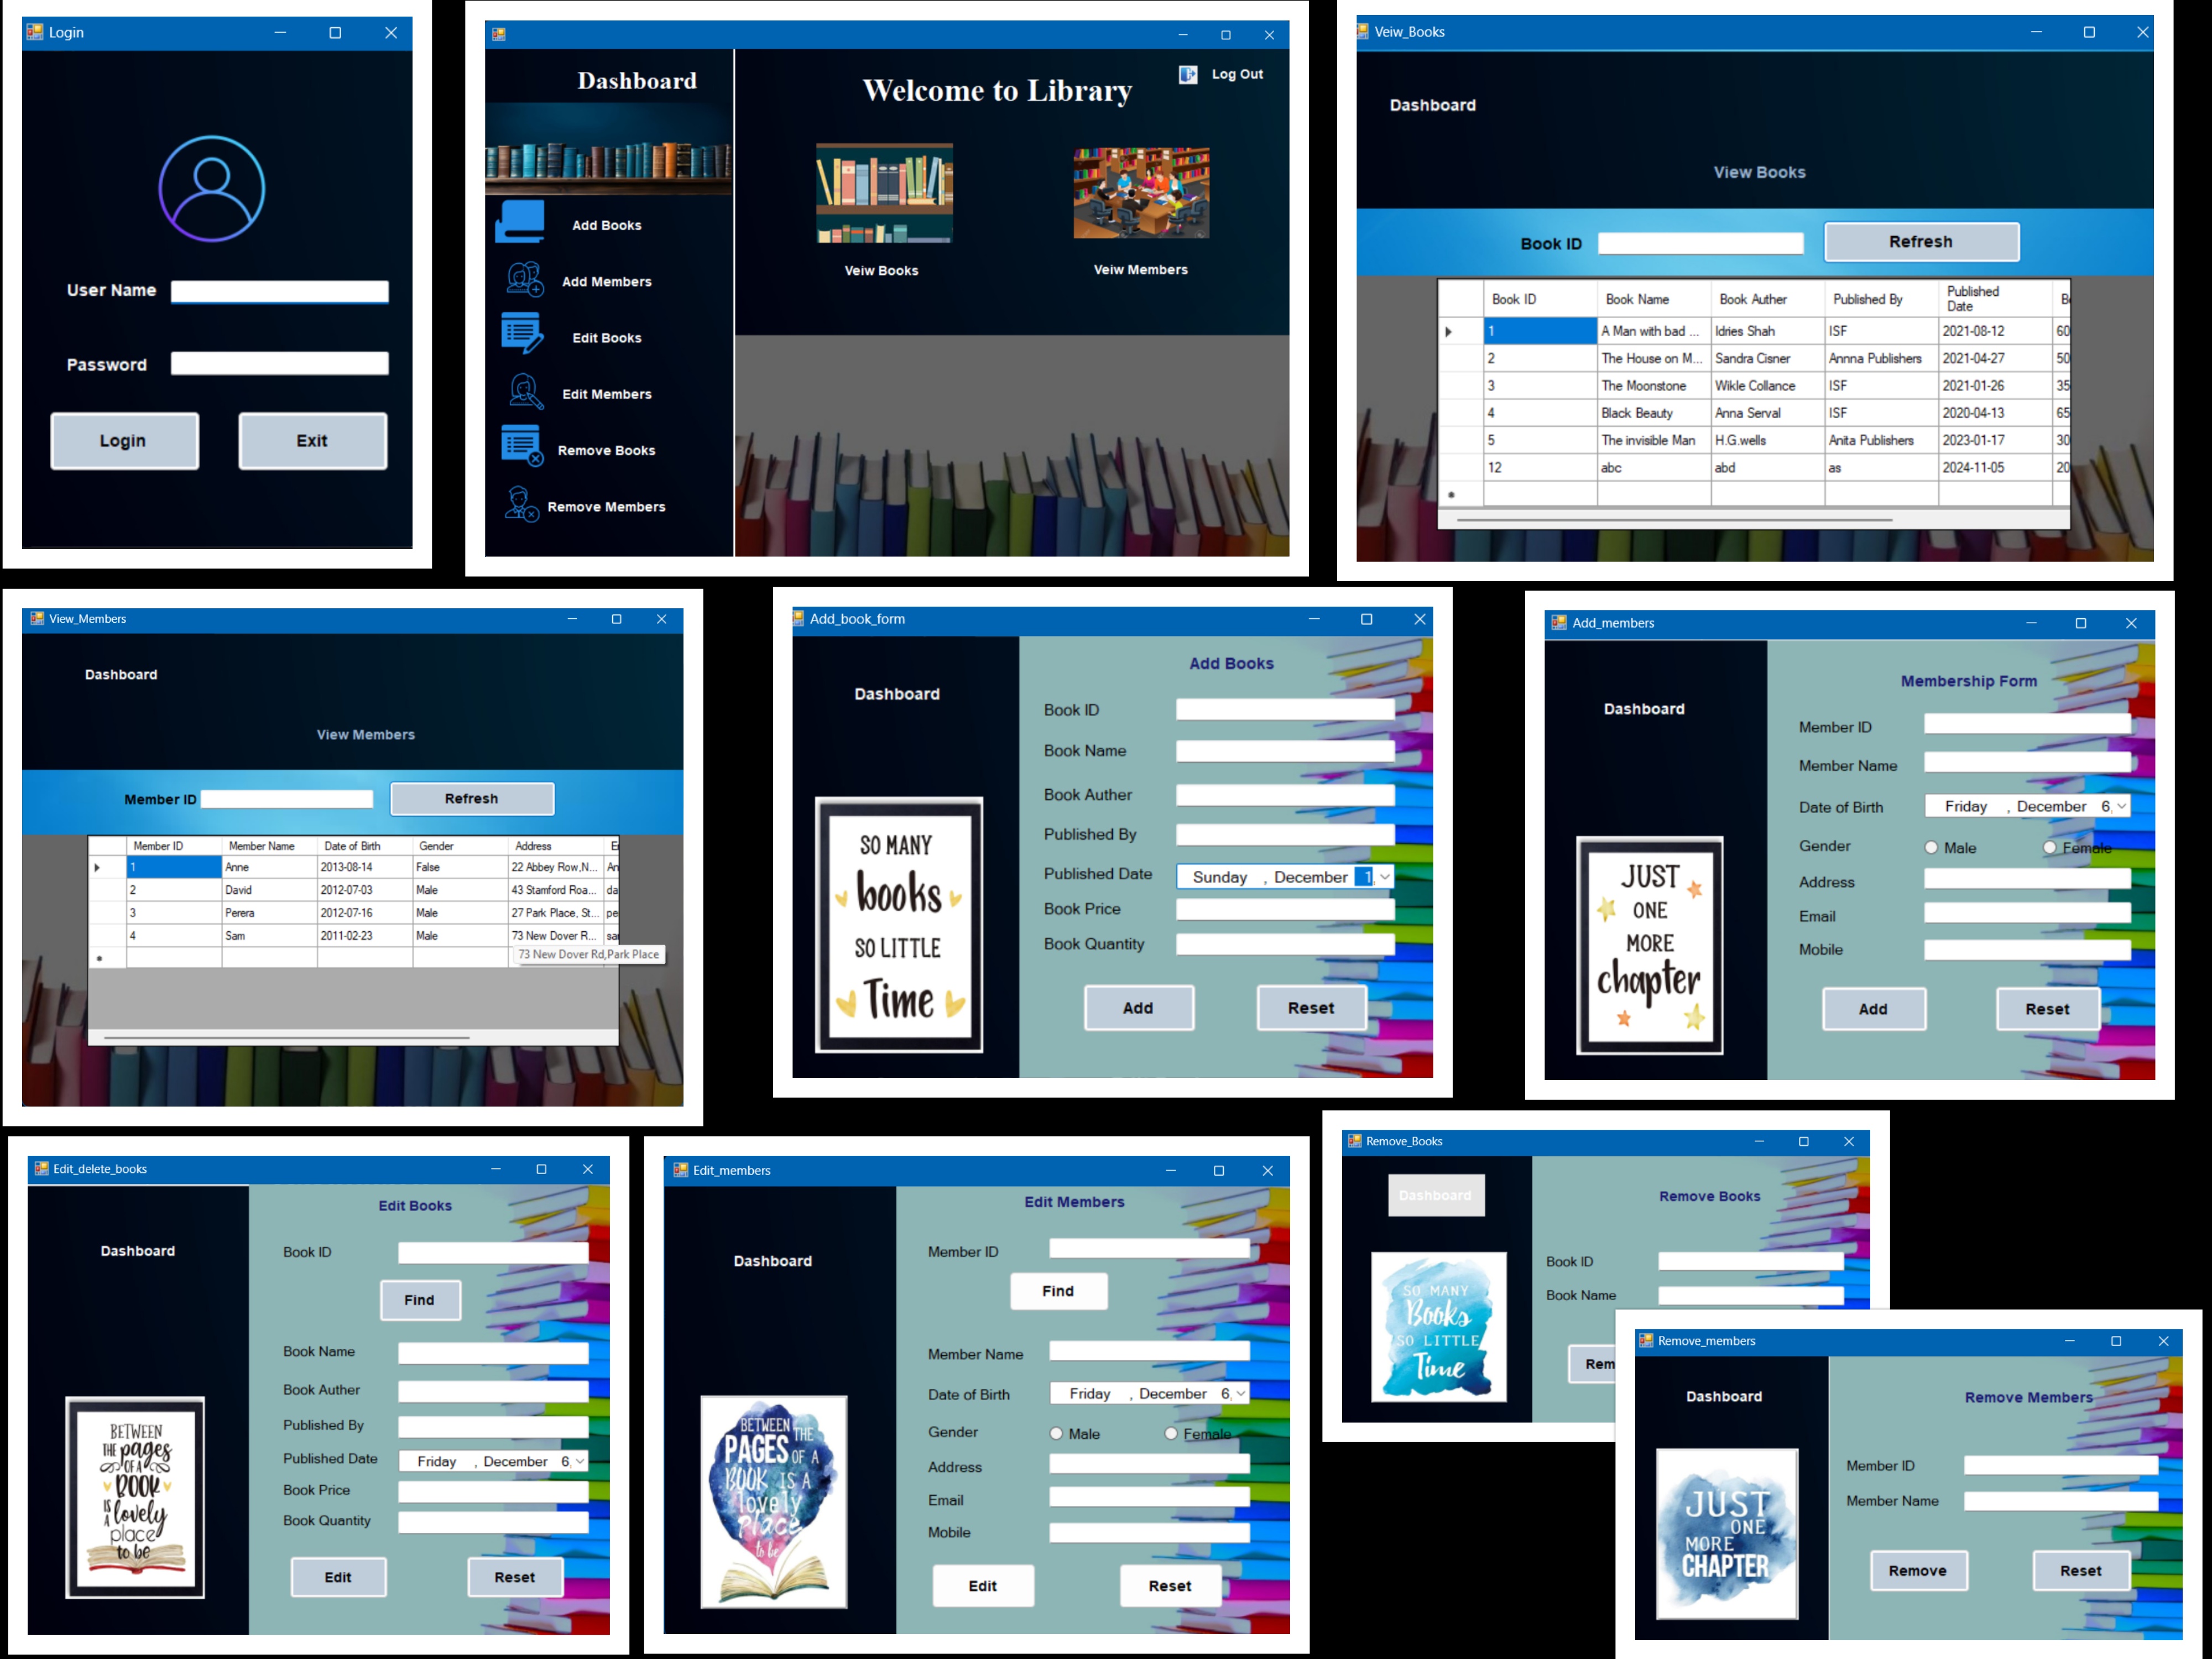 Login
User Name
Password
Login Exit
Dashboard
Add Books
Add Members
Edit Books
Edit Members
Remove Books
Remove Members
Welcome to Library
Log Out
Veiw Books Veiw Members
Veiw_Books
Dashboard
View Books
Book ID Refresh
Book ID Book Name Book Auther Published By Published Date
1 A Man with bad ... Idries Shah ISF 2021-08-12 60
2 The House on M... Sandra Cisner Annna Publishers 2021-04-27 50
3 The Moonstone Wikle Collance ISF 2021-01-26 35
4 Black Beauty Anna Serval ISF 2020-04-13 65
5 The invisible Man H.G.wells Anita Publishers 2023-01-17 30
12 abc abd as 2024-11-05 20
View_Members
Dashboard
View Members
Member ID Refresh
Member ID Member Name Date of Birth Gender Address
1 Anne 2013-08-14 False 22 Abbey Row,N... An
2 David 2012-07-03 Male 43 Stamford Roa... da
3 Perera 2012-07-16 Male 27 Park Place, St... pe
4 Sam 2011-02-23 Male 73 New Dover R... sa
73 New Dover Rd,Park Place
Add_book_form
Dashboard
SO MANY
books
SO LITTLE
Time
Add Books
Book ID
Book Name
Book Auther
Published By
Published Date Sunday , December 1,
Book Price
Book Quantity
Add Reset
Add_members
Dashboard
JUST
ONE
MORE
chapter
Membership Form
Member ID
Member Name
Date of Birth Friday , December 6,
Gender Male Female
Address
Email
Mobile
Add Reset
Edit_delete_books
Dashboard
BETWEEN
THE pages
OF A
BOOK
IS A lovely
place
to be
Edit Books
Book ID
Find
Book Name
Book Auther
Published By
Published Date Friday , December 6,
Book Price
Book Quantity
Edit Reset
Edit_members
Dashboard
BETWEEN THE
PAGES OF A
BOOK IS A
lovely
place
to be
Edit Members
Member ID
Find
Member Name
Date of Birth Friday , December 6,
Gender Male Female
Address
Email
Mobile
Edit Reset
Remove_Books
Dashboard
SO MANY
Books
SO LITTLE
Time
Remove Books
Book ID
Book Name
Rem
Remove_members
Dashboard
JUST
ONE
MORE
CHAPTER
Remove Members
Member ID
Member Name
Remove Reset